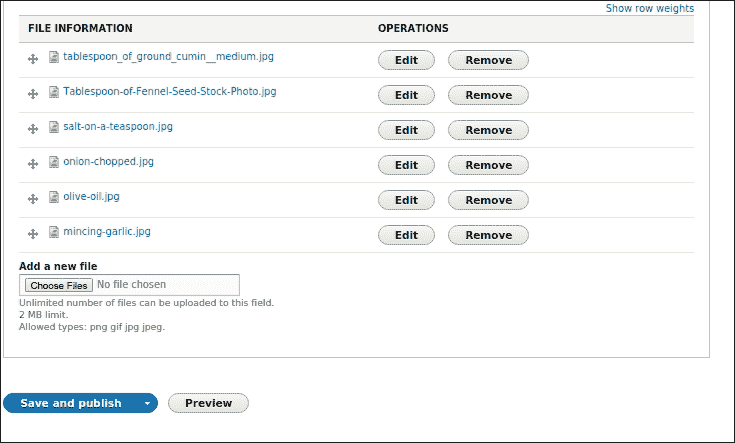 Show row weights
FILE INFORMATION OPERATIONS
tablespoon_of_ground_cumin__medium.jpg Edit Remove
Tablespoon-of-Fennel-Seed-Stock-Photo.jpg Edit Remove
salt-on-a-teaspoon.jpg Edit Remove
onion-chopped.jpg Edit Remove
olive-oil.jpg Edit Remove
mincing-garlic.jpg Edit Remove
Add a new file
Choose Files No file chosen
Unlimited number of files can be uploaded to this field.
2 MB limit.
Allowed types: png gif jpg jpeg.
Save and publish Preview